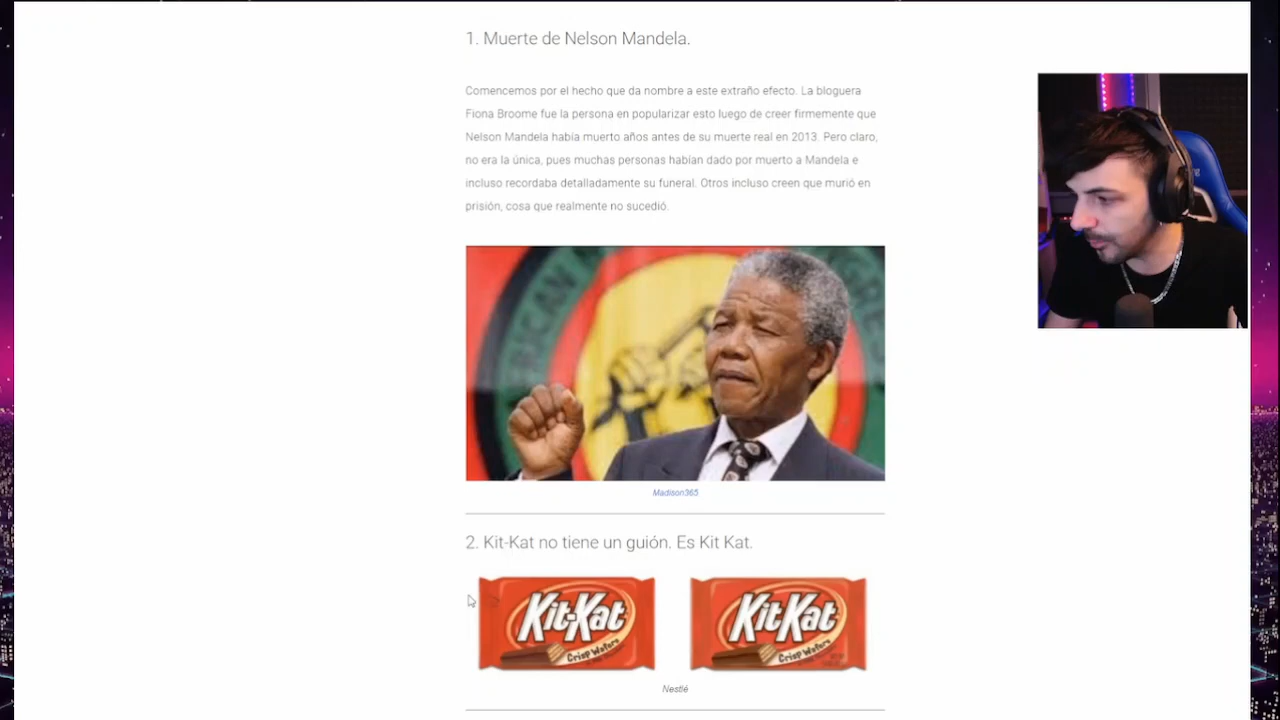 1. Muerte de Nelson Mandela.
Comencemos por el hecho que da nombre a este extraño efecto. La bloguera
Fiona Broome fue la persona en popularizar esto luego de creer firmemente que
Nelson Mandela había muerto años antes de su muerte real en 2013. Pero claro,
no era la única, pues muchas personas habían dado por muerto a Mandela e
incluso recordaba detalladamente su funeral. Otros incluso creen que murió en
prisión, cosa que realmente no sucedió.
Madison365
2. Kit-Kat no tiene un guión. Es Kit Kat.
Kit-Kat
Crisp Wafers
KitKat
Crisp Wafers
Nestlé